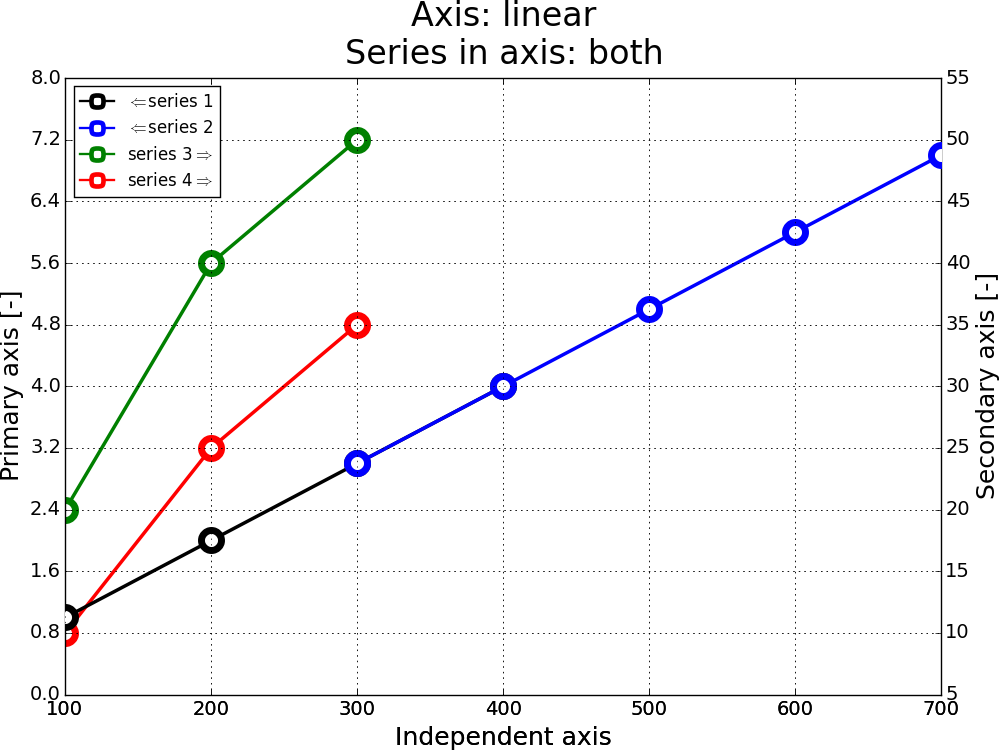 Axis: linear
Series in axis: both
⇐series 1
⇐series 2
series 3⇒
series 4⇒
Primary axis [-]
8.0
7.2
6.4
5.6
4.8
4.0
3.2
2.4
1.6
0.8
0.0
55
50
45
40
35
30
25
20
15
10
5
Secondary axis [-]
100 200 300 400 500 600 700
Independent axis